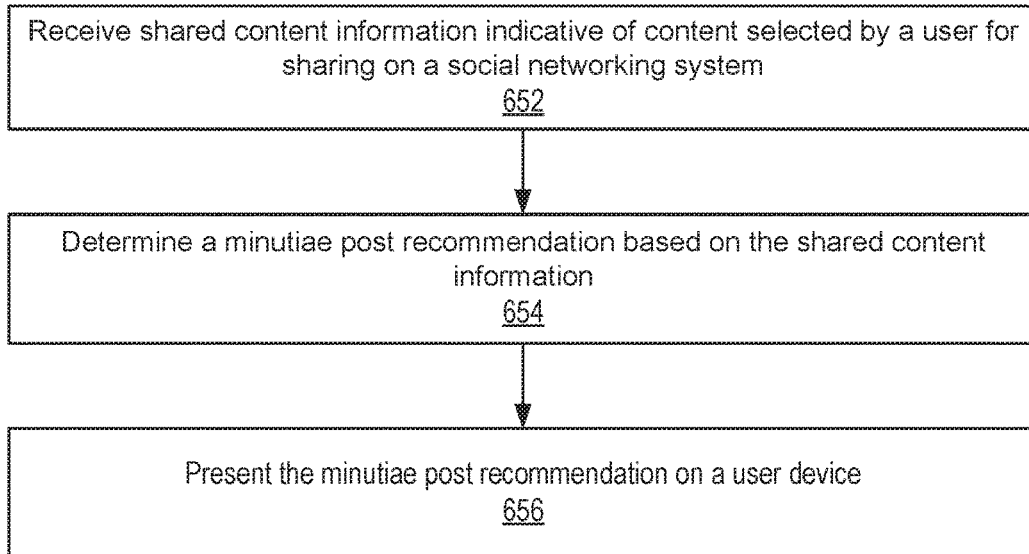 Receive shared content information indicative of content selected by a user for
sharing on a social networking system
652
Determine a minutiae post recommendation based on the shared content
information
654
Present the minutiae post recommendation on a user device
656